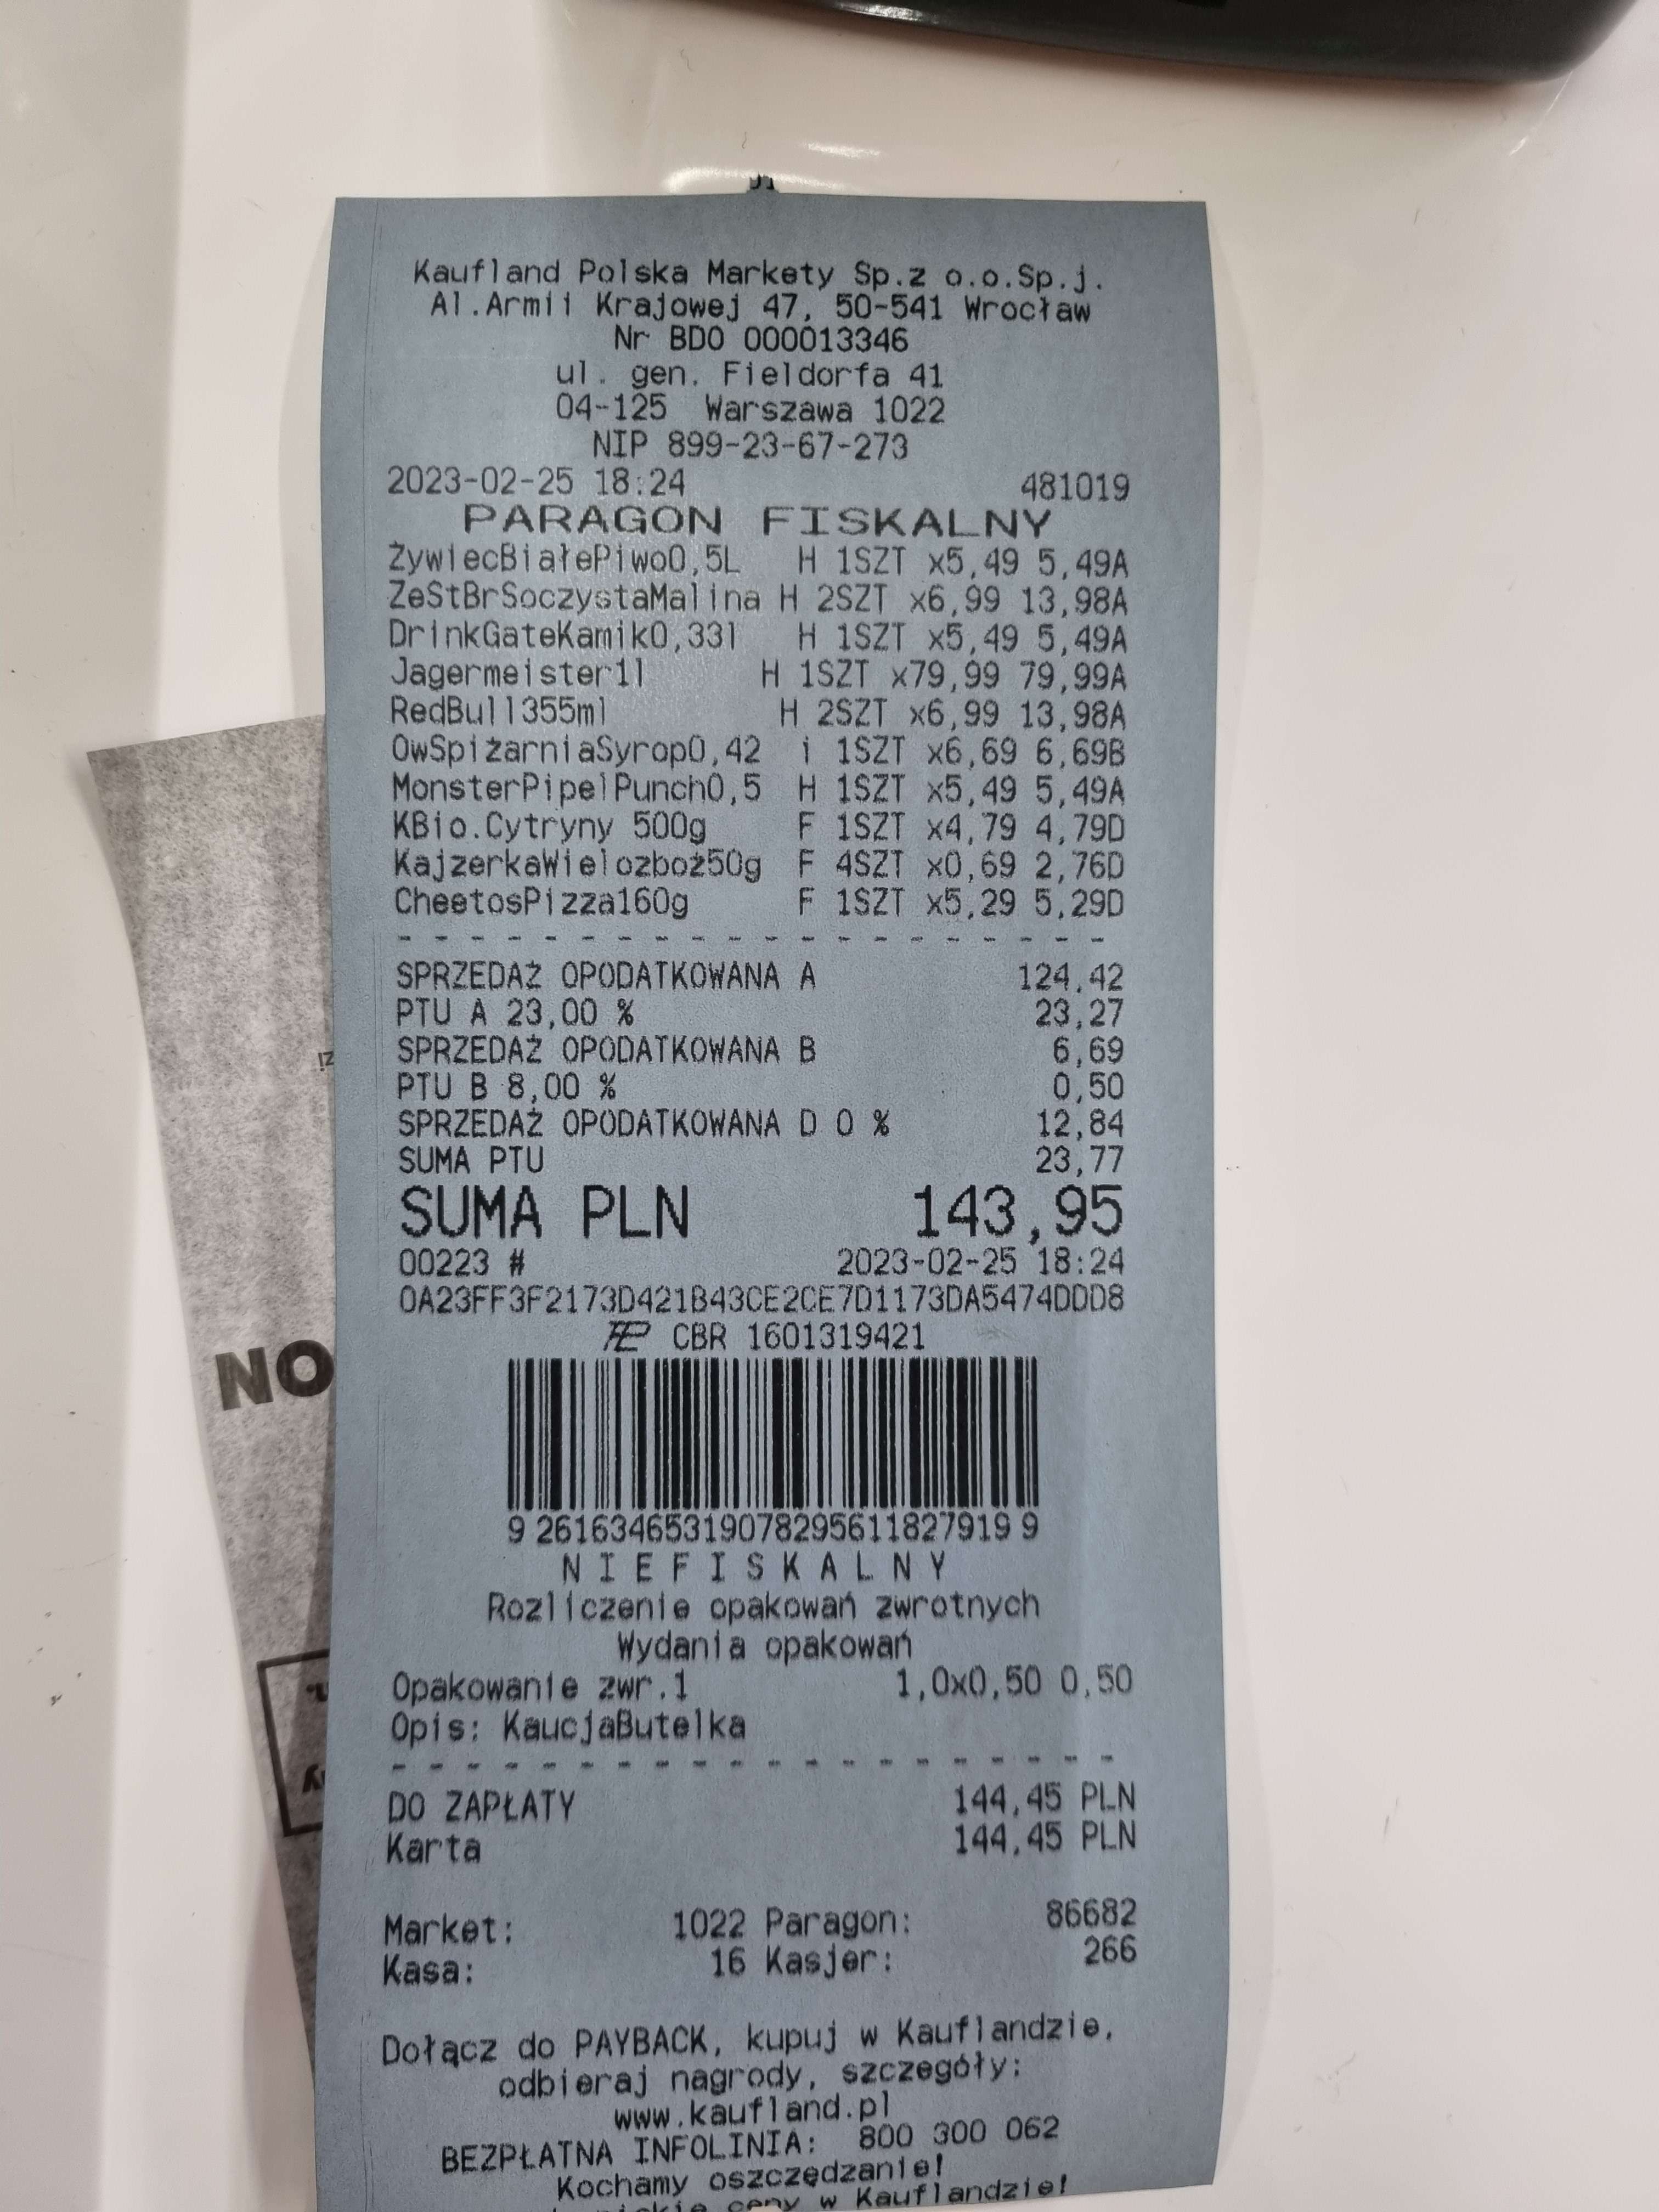 Kaufland Polska Markety Sp.z o.o.Sp.j.
Al.Armii Krajowej 47, 50-541 Wrocław
Nr BDO 000013346
ul. gen. Fieldorfa 41
04-125 Warszawa 1022
NIP 899-23-67-273
2023-02-25 18:24 481019
PARAGON FISKALNY
ŻywiecBiałePiwo0,5L H 1SZT x5,49 5,49A
ZeStBrSoczystaMalina H 2SZT x6,99 13,98A
DrinkGateKamik0,33l H 1SZT x5,49 5,49A
Jagermeister1l H 1SZT x79,99 79,99A
RedBull355ml H 2SZT x6,99 13,98A
OwSpiżarniaSyrop0,42 i 1SZT x6,69 6,69B
MonsterPipelPunch0,5 H 1SZT x5,49 5,49A
KBio.Cytryny 500g F 1SZT x4,79 4,79D
KajzerkaWielozboż50g F 4SZT x0,69 2,76D
CheetosPizza160g F 1SZT x5,29 5,29D
- - - - - - - - - - - - - - - - - - - -
SPRZEDAŻ OPODATKOWANA A 124,42
PTU A 23,00 % 23,27
SPRZEDAŻ OPODATKOWANA B 6,69
PTU B 8,00 % 0,50
SPRZEDAŻ OPODATKOWANA D 0 % 12,84
SUMA PTU 23,77
SUMA PLN 143,95
00223 # 2023-02-25 18:24
0A23FF3F2173D421B43CE2CE7D1173DA5474DDD8
CBR 1601319421
9 261634653190782956118279199 9
NIEFISKALNY
Rozliczenie opakowań zwrotnych
Wydania opakowań
Opakowanie zwr.1 1,0x0,50 0,50
Opis: KaucjaButelka
- - - - - - - - - - - - - - - - - - - -
DO ZAPŁATY 144,45 PLN
Karta 144,45 PLN
Market: 1022 Paragon: 86682
Kasa: 16 Kasjer: 266
Dołącz do PAYBACK, kupuj w Kauflandzie,
odbieraj nagrody, szczegóły:
www.kaufland.pl
BEZPŁATNA INFOLINIA: 800 300 062
Kochamy oszczędzanie!
ceny w Kauflandzie!
NO